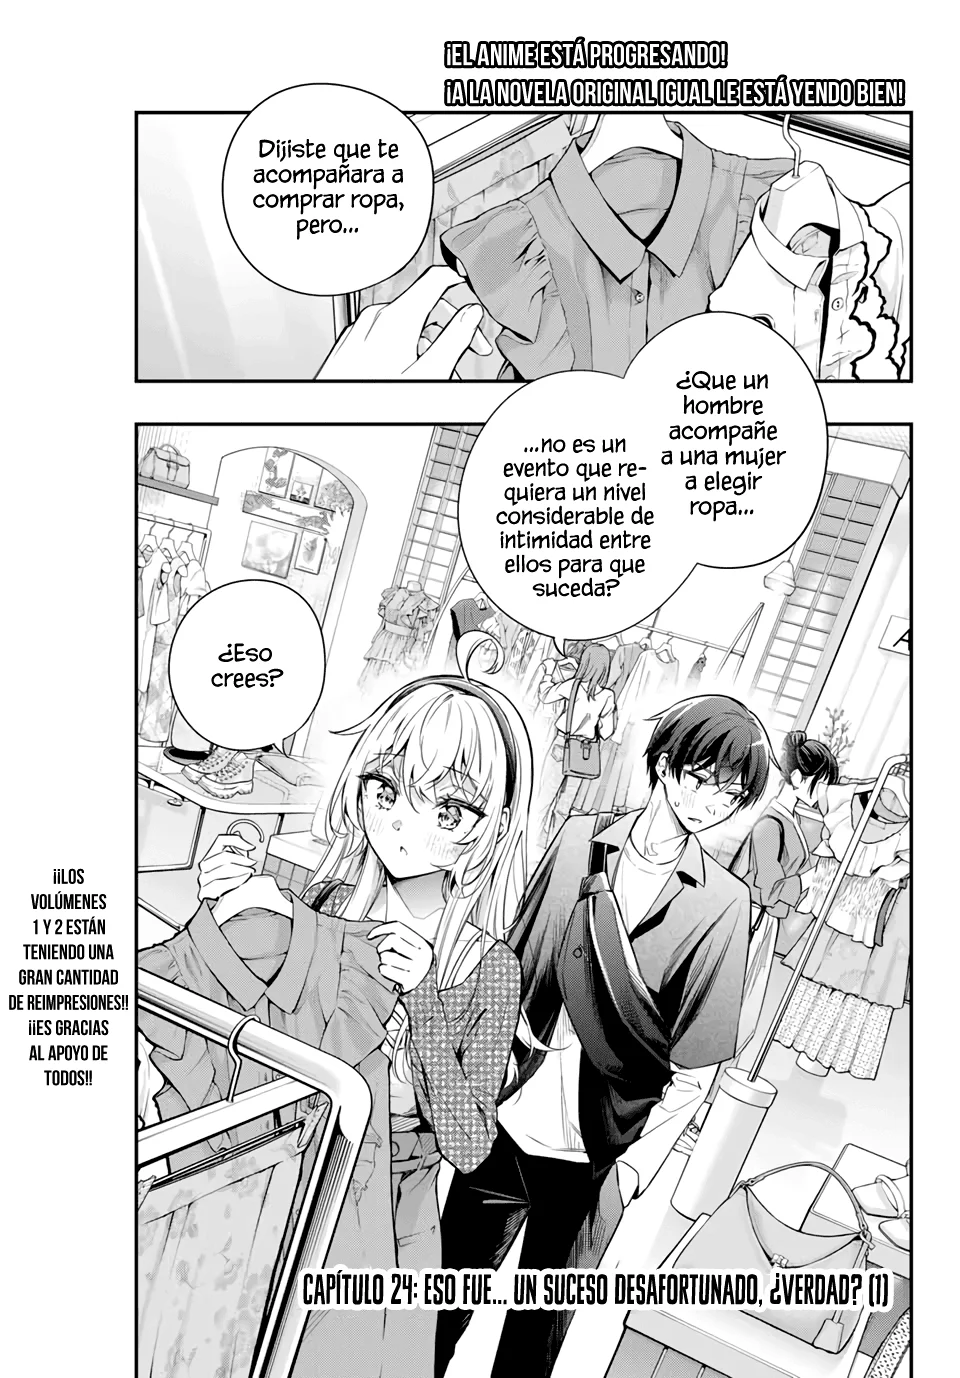 ¡EL ANIME ESTÁ PROGRESANDO!
¡A LA NOVELA ORIGINAL IGUAL LE ESTÁ YENDO BIEN!
Dijiste que te
acompañara a
comprar ropa,
pero...
¿Que un
hombre
acompañe
a una mujer
a elegir
ropa...
...no es un
evento que re-
quiera un nivel
considerable de
intimidad entre
ellos para que
suceda?
¿Eso
crees?
A
¡¡LOS
VOLÚMENES
1 Y 2 ESTÁN
TENIENDO UNA
GRAN CANTIDAD
DE REIMPRESIONES!!
¡¡ES GRACIAS
AL APOYO DE
TODOS!!
CAPÍTULO 24: ESO FUE... UN SUCESO DESAFORTUNADO, ¿VERDAD? (1)